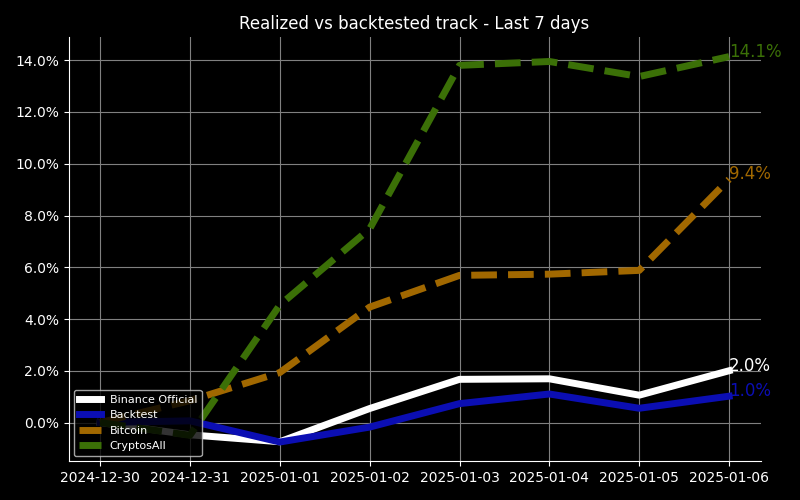 Realized vs backtested track - Last 7 days
14.0%
12.0%
10.0%
8.0%
6.0%
4.0%
2.0%
0.0%
14.1%
9.4%
2.0%
1.0%
Binance Official
Backtest
Bitcoin
CryptosAll
2024-12-30 2024-12-31 2025-01-01 2025-01-02 2025-01-03 2025-01-04 2025-01-05 2025-01-06